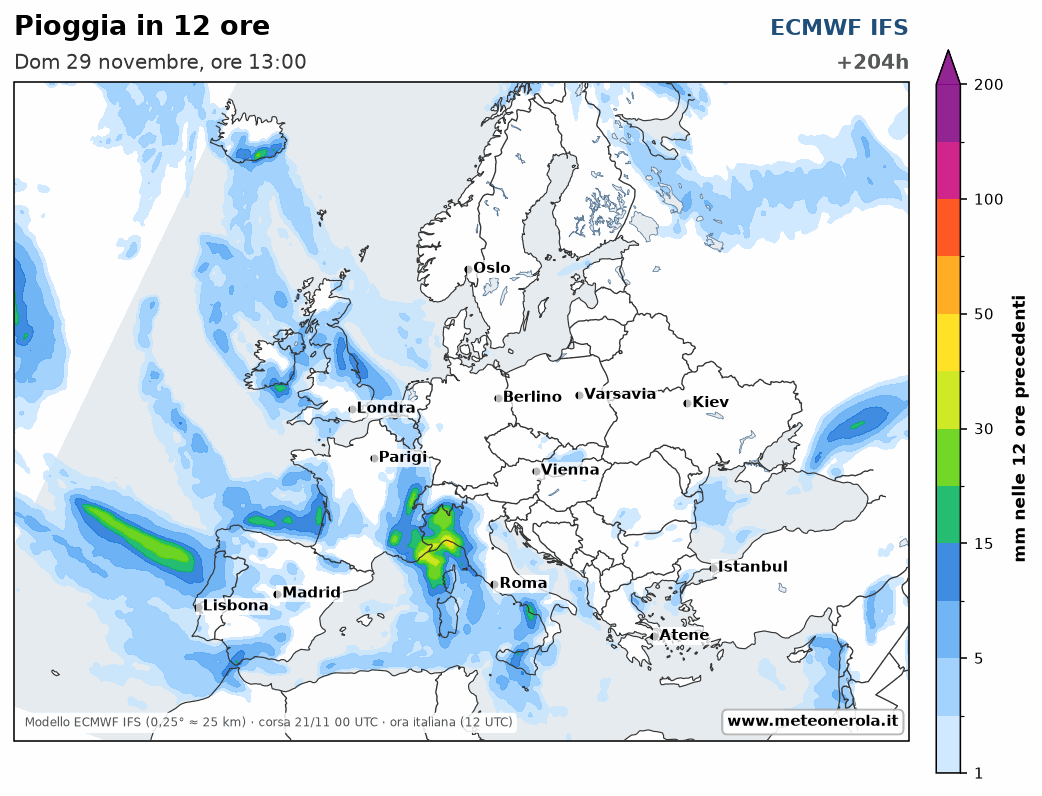 Pioggia in 12 ore
ECMWF IFS
Dom 29 novembre, ore 13:00
+204h
200
100
50
30
15
5
1
mm nelle 12 ore precedenti
Oslo
Berlino
Varsavia
Kiev
Londra
Parigi
Vienna
Istanbul
Roma
Madrid
Lisbona
Atene
Modello ECMWF IFS (0,25° ≈ 25 km) · corsa 21/11 00 UTC · ora italiana (12 UTC)
www.meteonerola.it